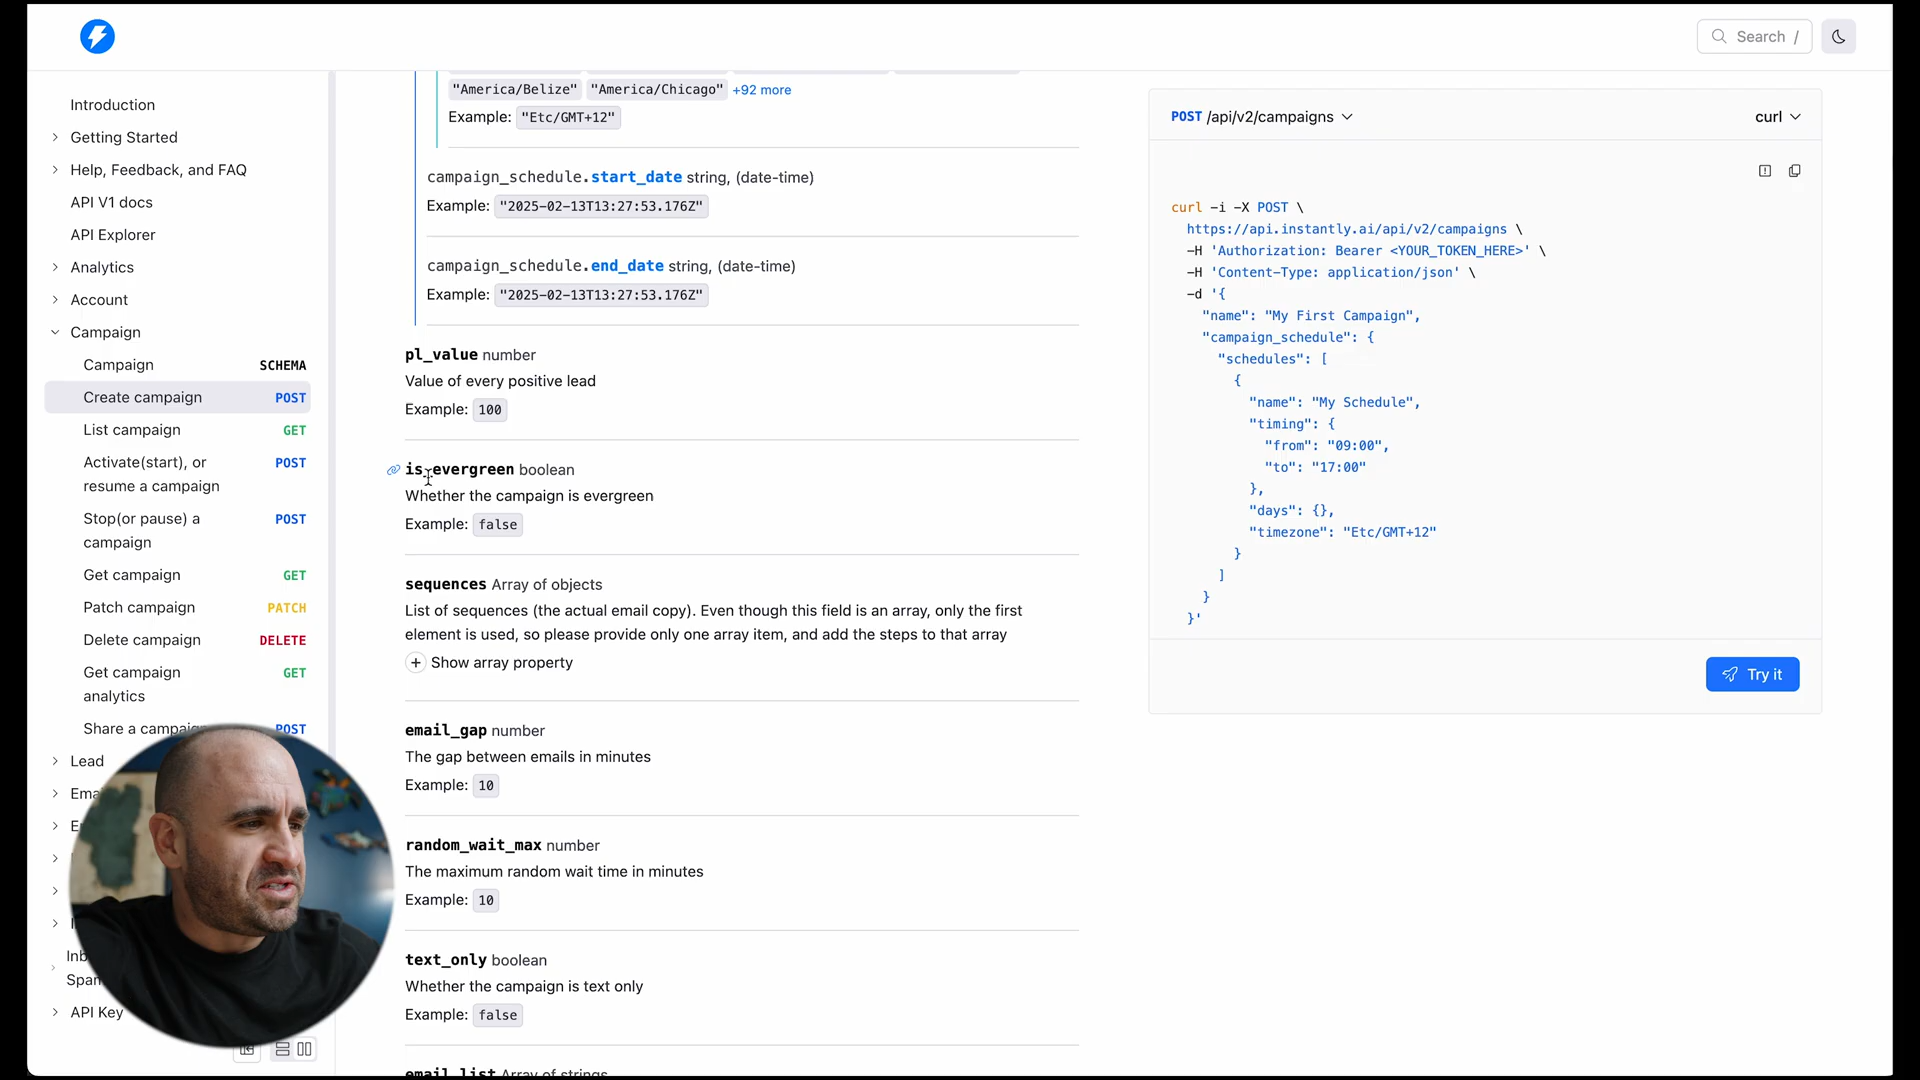 Search /
Introduction
Getting Started
Help, Feedback, and FAQ
API V1 docs
API Explorer
Analytics
Account
Campaign
Campaign SCHEMA
Create campaign POST
List campaign GET
Activate(start), or POST
resume a campaign
Stop(or pause) a POST
campaign
Get campaign GET
Patch campaign PATCH
Delete campaign DELETE
Get campaign GET
analytics
Share a campaign POST
Lead
API Key
"America/Belize" "America/Chicago" +92 more
Example: "Etc/GMT+12"
campaign_schedule.start_date string, (date-time)
Example: "2025-02-13T13:27:53.176Z"
campaign_schedule.end_date string, (date-time)
Example: "2025-02-13T13:27:53.176Z"
pl_value number
Value of every positive lead
Example: 100
is_evergreen boolean
Whether the campaign is evergreen
Example: false
sequences Array of objects
List of sequences (the actual email copy). Even though this field is an array, only the first
element is used, so please provide only one array item, and add the steps to that array
Show array property
email_gap number
The gap between emails in minutes
Example: 10
random_wait_max number
The maximum random wait time in minutes
Example: 10
text_only boolean
Whether the campaign is text only
Example: false
email_list Array of strings
POST /api/v2/campaigns
curl
curl -i -X POST \
https://api.instantly.ai/api/v2/campaigns \
-H 'Authorization: Bearer <YOUR_TOKEN_HERE>' \
-H 'Content-Type: application/json' \
-d '{
"name": "My First Campaign",
"campaign_schedule": {
"schedules": [
{
"name": "My Schedule",
"timing": {
"from": "09:00",
"to": "17:00"
},
"days": {},
"timezone": "Etc/GMT+12"
}
]
}
}'
Try it